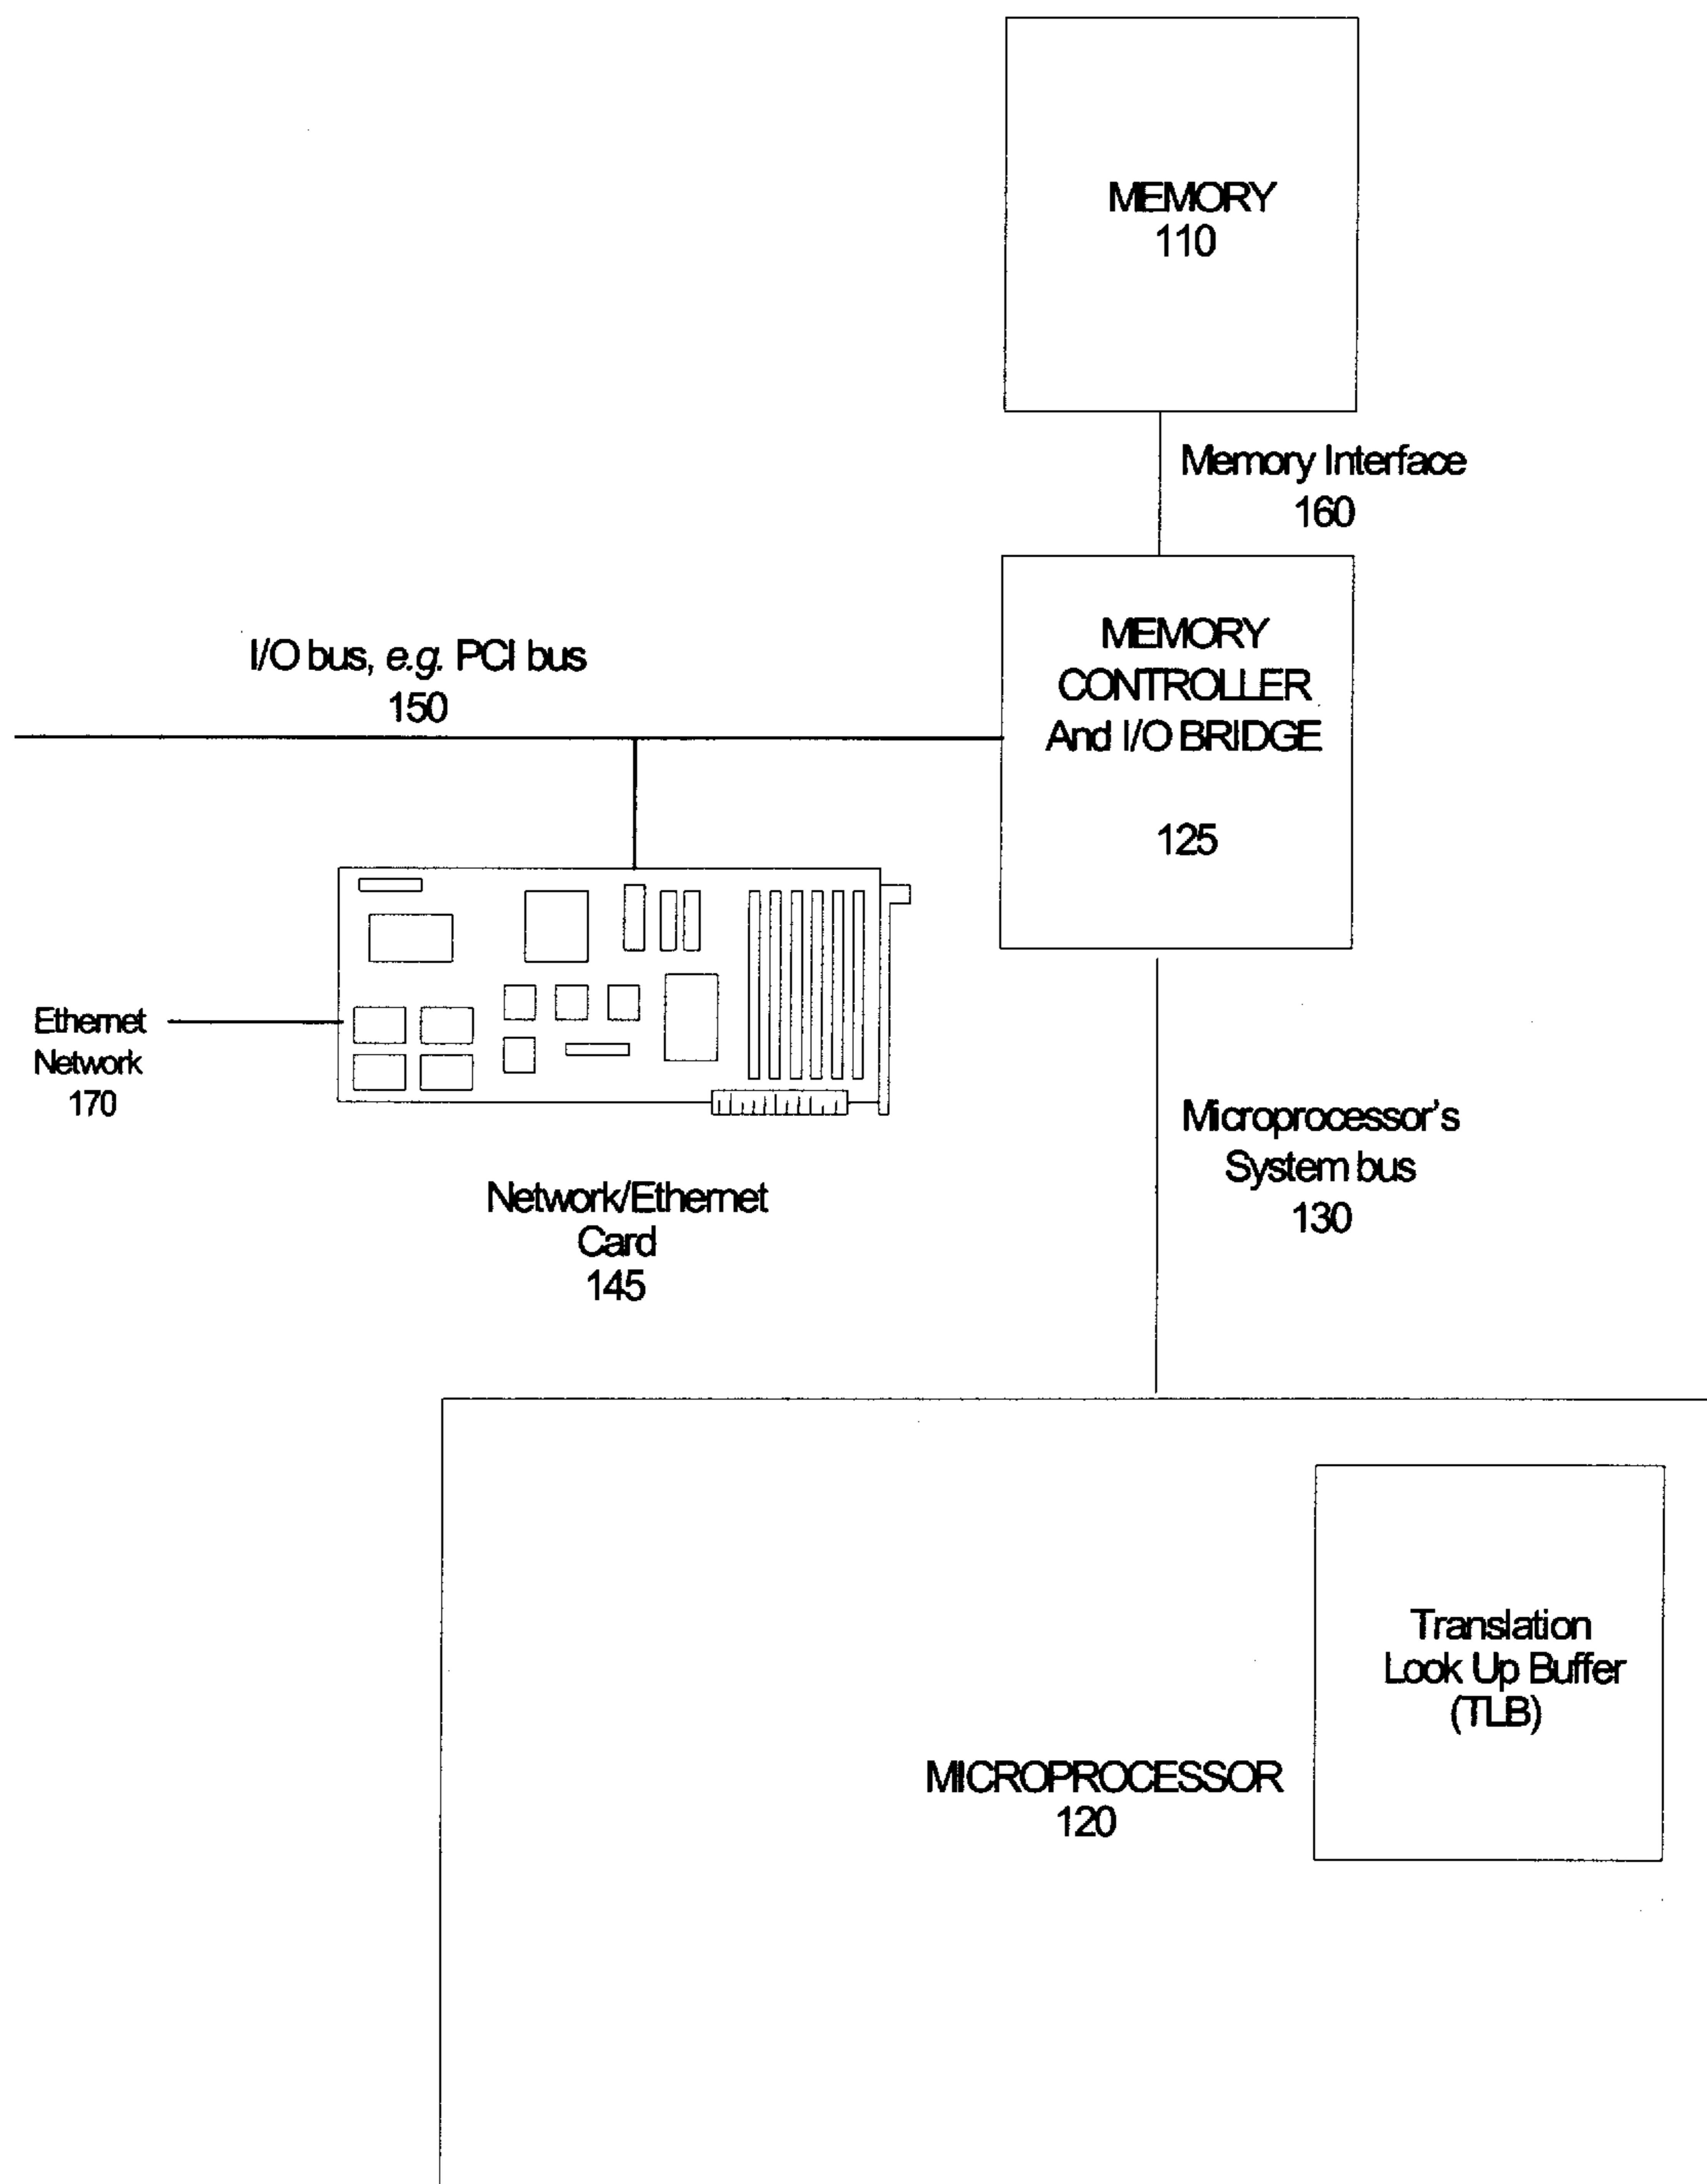 MEMORY
110
Memory Interface
160
I/O bus, e.g. PCI bus
150
MEMORY
CONTROLLER
And I/O BRIDGE
125
Ethernet
Network
170
Network/Ethernet
Card
145
Microprocessor's
System bus
130
Translation
Look Up Buffer
(TLB)
MICROPROCESSOR
120